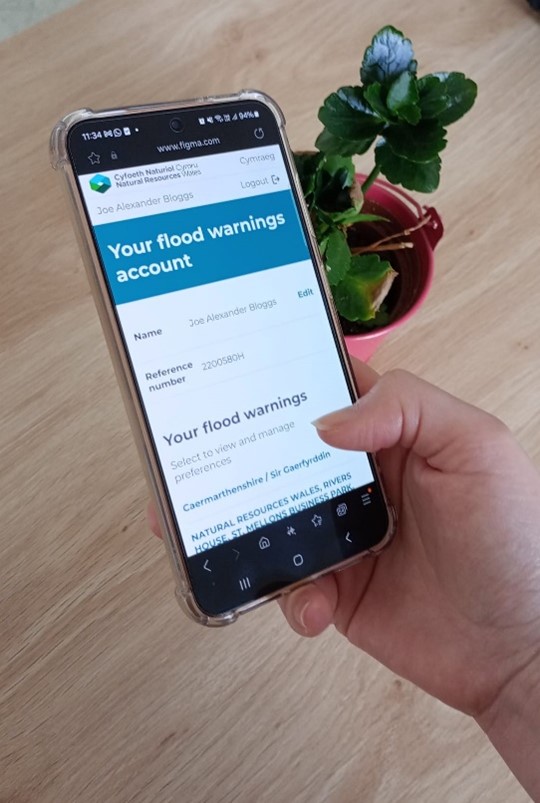 11:34
94%
www.figma.com
Cyfoeth Naturiol Cymru
Natural Resources Wales
Cymraeg
Joe Alexander Bloggs
Logout
Your flood warnings
account
Name
Joe Alexander Bloggs
Edit
Reference
number
2200580H
Your flood warnings
Select to view and manage
preferences
Caermarthenshire / Sir Gaerfyrddin
NATURAL RESOURCES WALES, RIVERS
HOUSE, ST. MELLONS BUSINESS PARK,